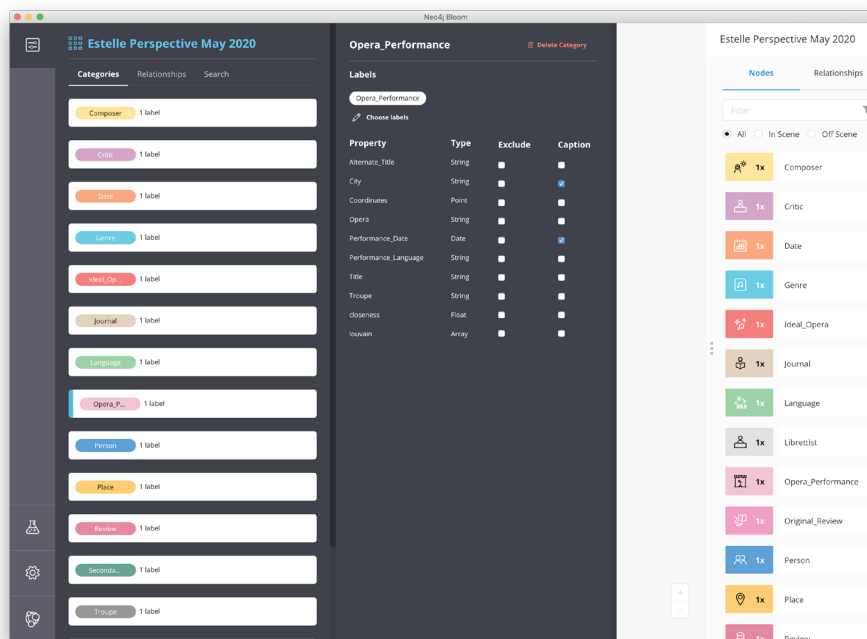 Neo4j Bloom
Estelle Perspective May 2020
Categories Relationships Search
Composer 1 label
Critic 1 label
Date 1 label
Genre 1 label
Ideal_Op... 1 label
Journal 1 label
Language 1 label
Opera_P... 1 label
Person 1 label
Place 1 label
Review 1 label
Seconda... 1 label
Troupe 1 label
Opera_Performance
Delete Category
Labels
Opera_Performance
Choose labels
Property Type Exclude Caption
Alternate_Title String
City String
Coordinates Point
Opera String
Performance_Date Date
Performance_Language String
Title String
Troupe String
closeness Float
louvain Array
Estelle Perspective May 2020
Nodes Relationships
Filter
All In Scene Off Scene
1x Composer
1x Critic
1x Date
1x Genre
1x Ideal_Opera
1x Journal
1x Language
1x Librettist
1x Opera_Performance
1x Original_Review
1x Person
1x Place
1x Review